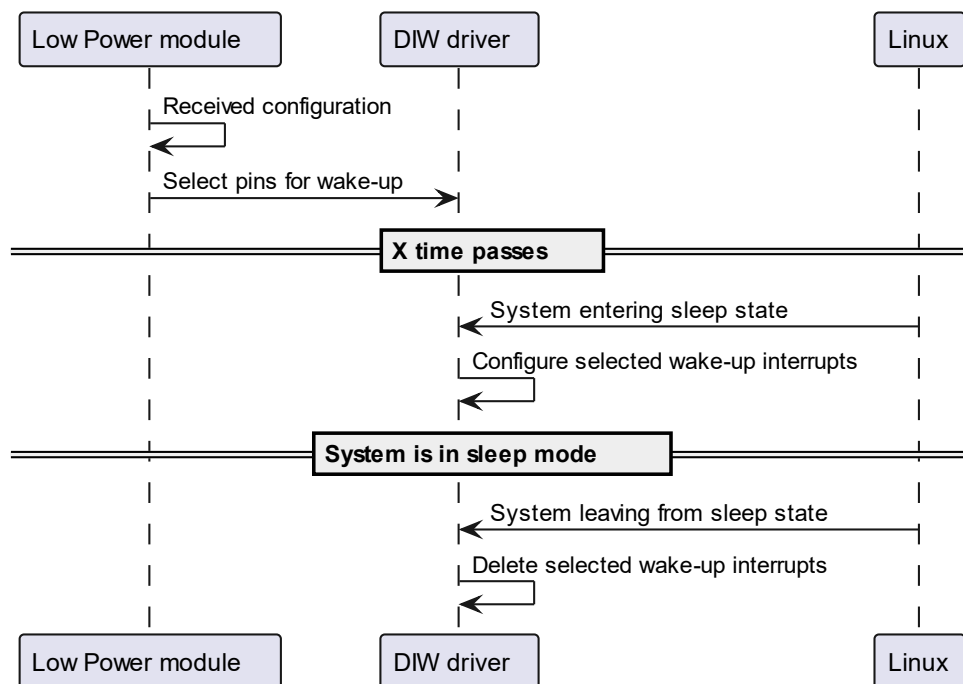 Low Power module
DIW driver
Linux
Received configuration
Select pins for wake-up
X time passes
System entering sleep state
Configure selected wake-up interrupts
System is in sleep mode
System leaving from sleep state
Delete selected wake-up interrupts
Low Power module
DIW driver
Linux